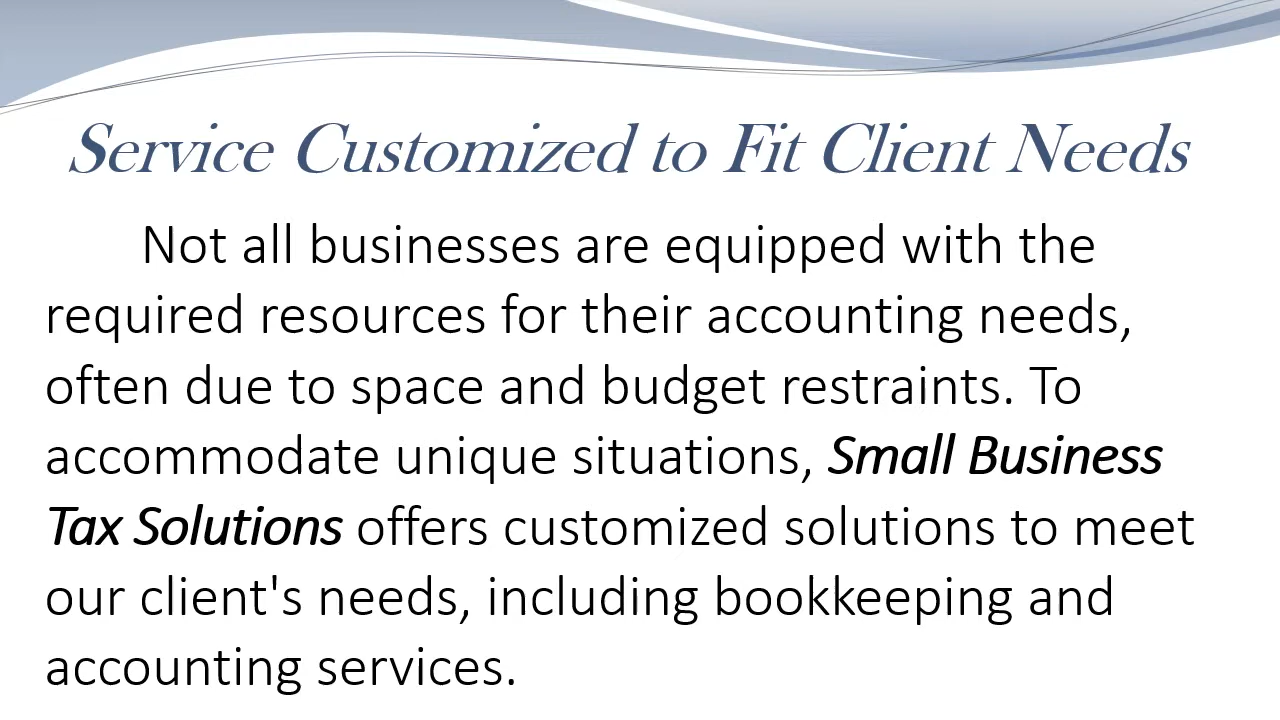 Service Customized to Fit Client Needs
Not all businesses are equipped with the
required resources for their accounting needs,
often due to space and budget restraints. To
accommodate unique situations, Small Business
Tax Solutions offers customized solutions to meet
our client's needs, including bookkeeping and
accounting services.